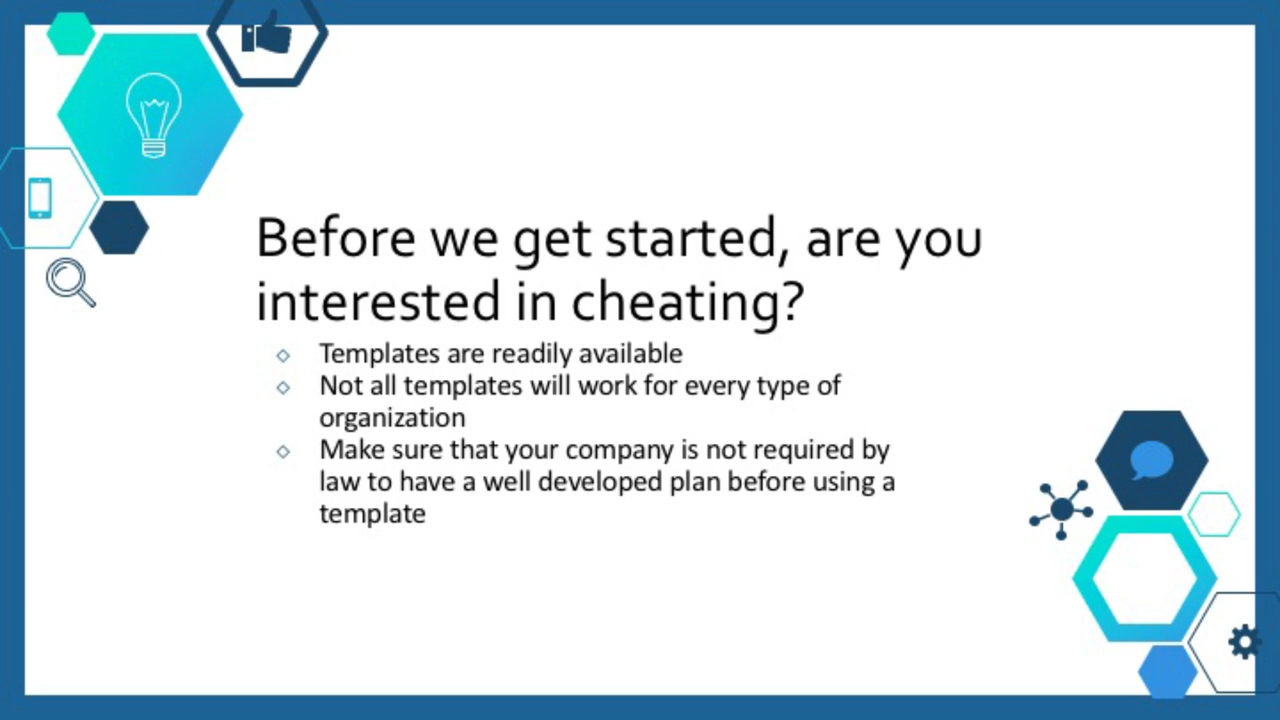 Before we get started, are you
interested in cheating?
Templates are readily available
Not all templates will work for every type of
organization
Make sure that your company is not required by
law to have a well developed plan before using a
template